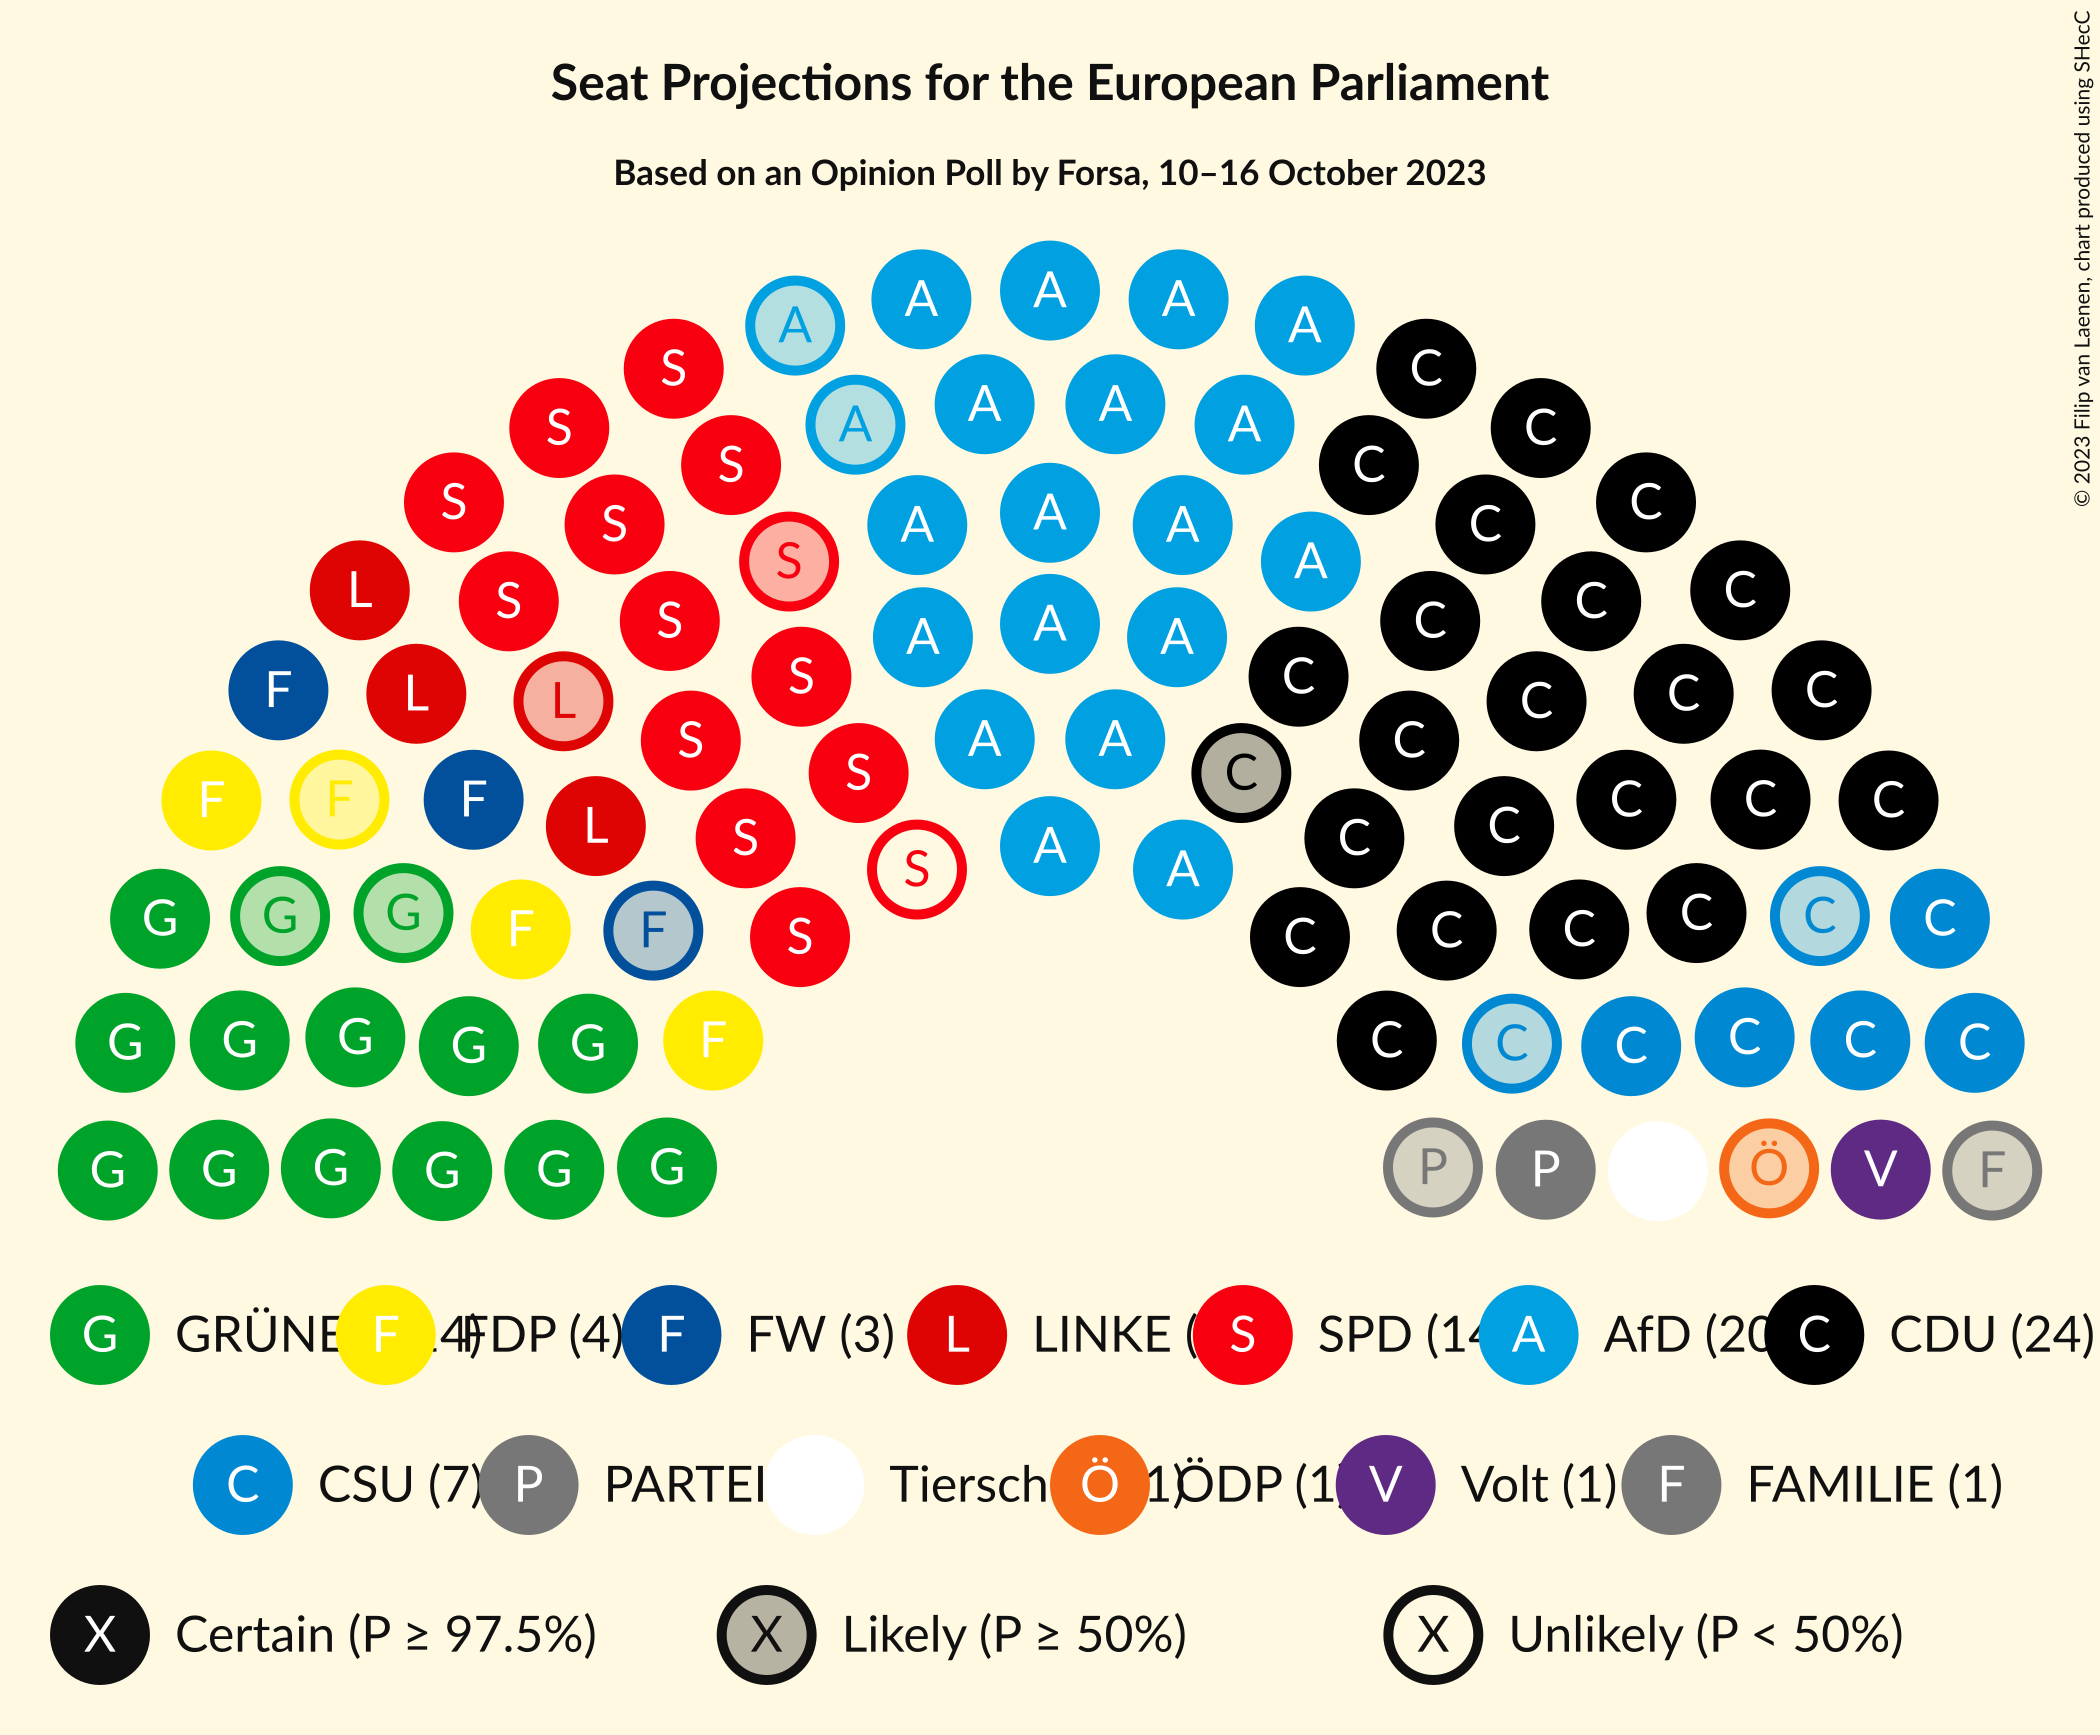 Seat Projections for the European Parliament
Based on an Opinion Poll by Forsa, 10–16 October 2023
© 2023 Filip van Laenen, chart produced using SHecC
A A A A A
S C
S A A A A C
S C
S S A A A C C
S A
L S S A A A C C C
F L L S C C C C
S A A C
F F F S C C C C
L S A C C
S A
G G G F F S C C C C C C
G G G G G F C C C C C C
G G G G G G P P Ö V F
G GRÜNE 4) F FDP (4) F FW (3) L LINKE ( S SPD (14 A AfD (20 C CDU (24)
C CSU (7) P PARTEI Tiersch 1) Ö ÖDP (1) V Volt (1) F FAMILIE (1)
X Certain (P ≥ 97.5%) X Likely (P ≥ 50%) X Unlikely (P < 50%)